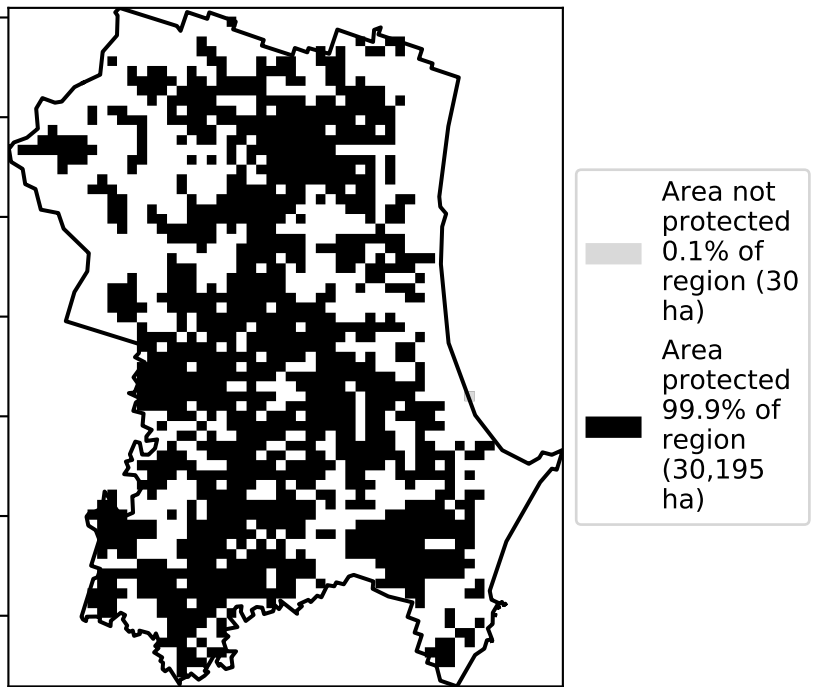 Area not
protected
0.1% of
region (30
ha)
Area
protected
99.9% of
region
(30,195
ha)